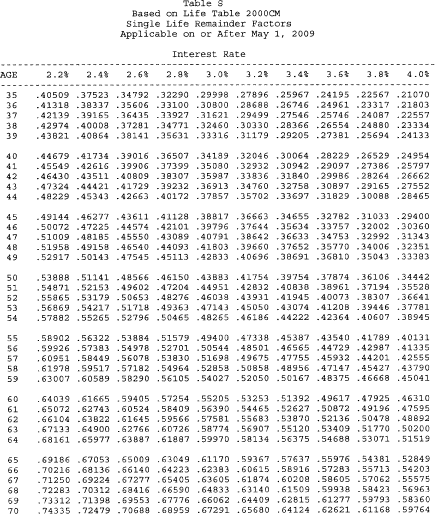 Table S
Based on Life Table 2000CM
Single Life Remainder Factors
Applicable on or After May 1, 2009
Interest Rate
AGE 2.2% 2.4% 2.6% 2.8% 3.0% 3.2% 3.4% 3.6% 3.8% 4.0%
35 .40509 .37523 .34792 .32290 .29998 .27896 .25967 .24195 .22567 .21070
36 .41318 .38337 .35606 .33100 .30800 .28688 .26746 .24961 .23317 .21803
37 .42139 .39165 .36435 .33927 .31621 .29499 .27546 .25746 .24087 .22557
38 .42974 .40008 .37281 .34771 .32460 .30330 .28366 .26554 .24880 .23334
39 .43821 .40864 .38141 .35631 .33316 .31179 .29205 .27381 .25694 .24133
40 .44679 .41734 .39016 .36507 .34189 .32046 .30064 .28229 .26529 .24954
41 .45549 .42616 .39906 .37399 .35080 .32932 .30942 .29097 .27386 .25797
42 .46430 .43511 .40809 .38307 .35987 .33836 .31840 .29986 .28264 .26662
43 .47324 .44421 .41729 .39232 .36913 .34760 .32758 .30897 .29165 .27552
44 .48229 .45343 .42663 .40172 .37857 .35702 .33697 .31829 .30088 .28465
45 .49144 .46277 .43611 .41128 .38817 .36663 .34655 .32782 .31033 .29400
46 .50072 .47225 .44574 .42101 .39796 .37644 .35634 .33757 .32002 .30360
47 .51009 .48185 .45550 .43089 .40791 .38642 .36633 .34753 .32992 .31343
48 .51958 .49158 .46540 .44093 .41803 .39660 .37652 .35770 .34006 .32351
49 .52917 .50143 .47545 .45113 .42833 .40696 .38691 .36810 .35043 .33383
50 .53888 .51141 .48566 .46150 .43883 .41754 .39754 .37874 .36106 .34442
51 .54871 .52153 .49602 .47204 .44951 .42832 .40838 .38961 .37194 .35528
52 .55865 .53179 .50653 .48276 .46038 .43931 .41945 .40073 .38307 .36641
53 .56869 .54217 .51718 .49363 .47143 .45050 .43074 .41208 .39446 .37781
54 .57882 .55265 .52796 .50465 .48265 .46186 .44222 .42364 .40607 .38945
55 .58902 .56322 .53884 .51579 .49400 .47338 .45387 .43540 .41789 .40131
56 .59926 .57383 .54978 .52701 .50544 .48501 .46565 .44729 .42987 .41335
57 .60951 .58449 .56078 .53830 .51698 .49675 .47755 .45932 .44201 .42555
58 .61978 .59517 .57182 .54964 .52858 .50858 .48956 .47147 .45427 .43790
59 .63007 .60589 .58290 .56105 .54027 .52050 .50167 .48375 .46668 .45041
60 .64039 .61665 .59405 .57254 .55205 .53253 .51392 .49617 .47925 .46310
61 .65072 .62743 .60524 .58409 .56390 .54465 .52627 .50872 .49196 .47595
62 .66104 .63822 .61645 .59566 .57581 .55683 .53870 .52136 .50478 .48892
63 .67133 .64900 .62766 .60726 .58774 .56907 .55120 .53409 .51770 .50200
64 .68161 .65977 .63887 .61887 .59970 .58134 .56375 .54688 .53071 .51519
65 .69186 .67053 .65009 .63049 .61170 .59367 .57637 .55976 .54381 .52849
66 .70216 .68136 .66140 .64223 .62383 .60615 .58916 .57283 .55713 .54203
67 .71250 .69224 .67277 .65405 .63605 .61874 .60208 .58605 .57062 .55575
68 .72283 .70312 .68416 .66590 .64833 .63140 .61509 .59938 .58423 .56963
69 .73312 .71398 .69553 .67776 .66062 .64409 .62815 .61277 .59793 .58360
70 .74335 .72479 .70688 .68959 .67291 .65680 .64124 .62621 .61168 .59764